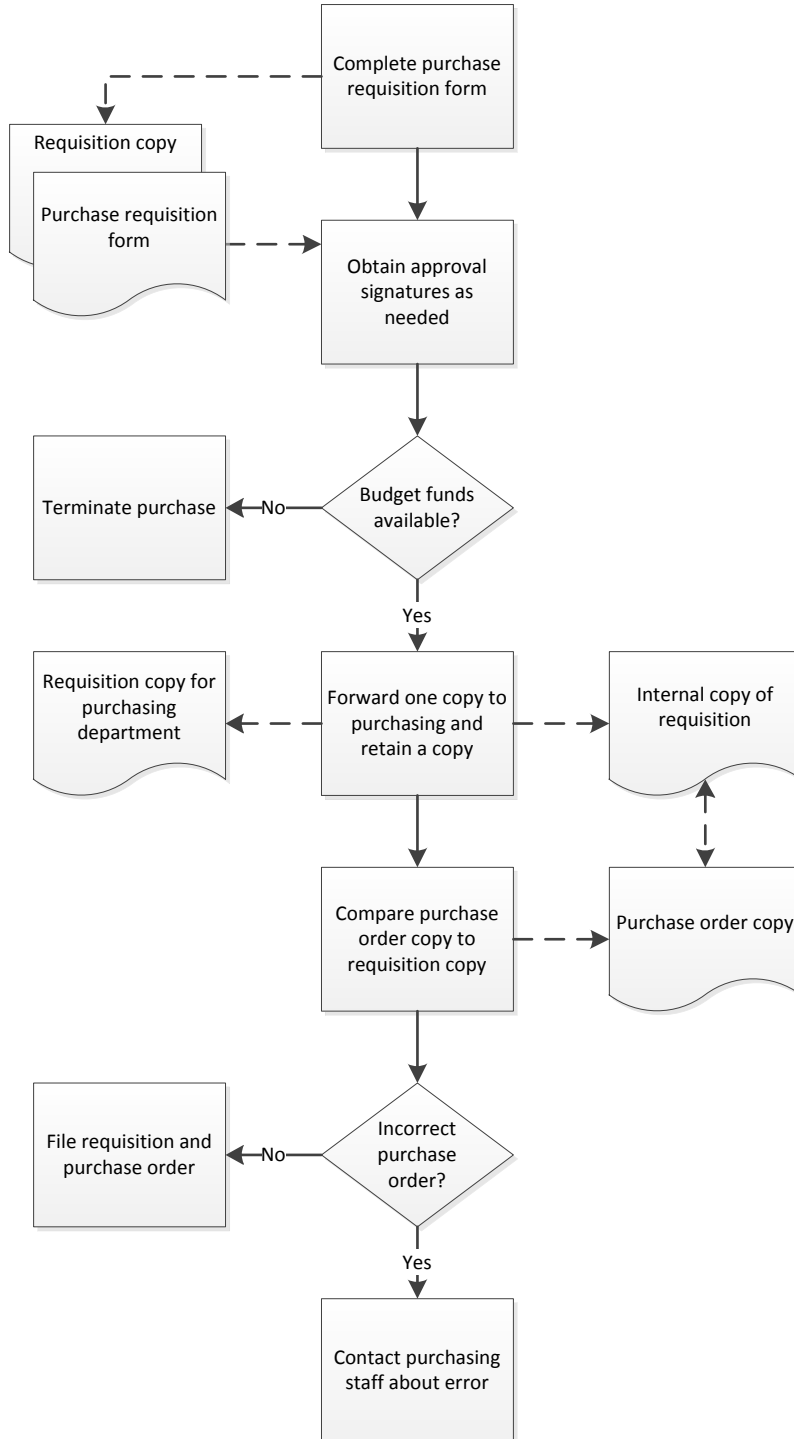 Complete purchase
requisition form
Requisition copy
Purchase requisition
form
Obtain approval
signatures as
needed
Terminate purchase
No
Budget funds
available?
Yes
Requisition copy for
purchasing
department
Forward one copy to
purchasing and
retain a copy
Internal copy of
requisition
Compare purchase
order copy to
requisition copy
Purchase order copy
File requisition and
purchase order
No
Incorrect
purchase
order?
Yes
Contact purchasing
staff about error